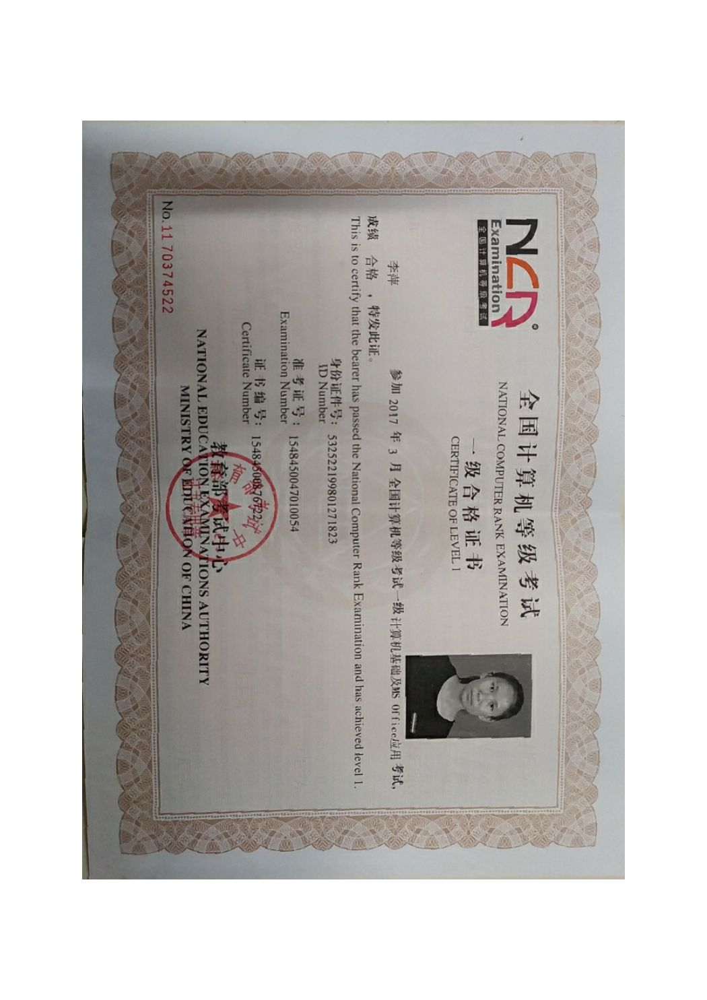 NCR
Examination
全国计算机等级考试
全国计算机等级考试
NATIONAL COMPUTER RANK EXAMINATION
一级合格证书
CERTIFICATE OF LEVEL 1
李萍 参加 2017 年 3 月全国计算机等级考试一级 计算机基础及MS Office应用 考试,
成绩 合格 ，特发此证。
This is to certify that the bearer has passed the National Computer Rank Examination and has achieved level 1.
身份证件号: 532522199801271823
ID Number
准考证号: 1548450047010054
Examination Number
证书编号: 15484500876722
Certificate Number
教育部考试中心
NATIONAL EDUCATION EXAMINATIONS AUTHORITY
MINISTRY OF EDUCATION OF CHINA
No. 11 70374522